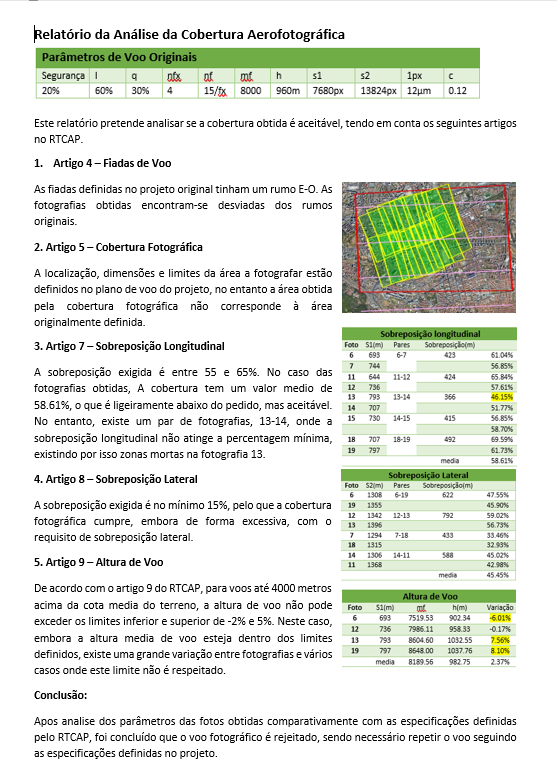 Relatório da Análise da Cobertura Aerofotográfica
Parâmetros de Voo Originais
Segurança l q nfx nf mf h s1 s2 1px c
20% 60% 30% 4 15/fx 8000 960m 7680px 13824px 12μm 0.12
Este relatório pretende analisar se a cobertura obtida é aceitável, tendo em conta os seguintes artigos
no RTCAP.
1. Artigo 4 – Fiadas de Voo
As fiadas definidas no projeto original tinham um rumo E-O. As
fotografias obtidas encontram-se desviadas dos rumos
originais.
2. Artigo 5 – Cobertura Fotográfica
A localização, dimensões e limites da área a fotografar estão
definidos no plano de voo do projeto, no entanto a área obtida
pela cobertura fotográfica não corresponde à área
originalmente definida.
3. Artigo 7 – Sobreposição Longitudinal
A sobreposição exigida é entre 55 e 65%. No caso das
fotografias obtidas, A cobertura tem um valor medio de
58.61%, o que é ligeiramente abaixo do pedido, mas aceitável.
No entanto, existe um par de fotografias, 13-14, onde a
sobreposição longitudinal não atinge a percentagem mínima,
existindo por isso zonas mortas na fotografia 13.
4. Artigo 8 – Sobreposição Lateral
A sobreposição exigida é no mínimo 15%, pelo que a cobertura
fotográfica cumpre, embora de forma excessiva, com o
requisito de sobreposição lateral.
5. Artigo 9 – Altura de Voo
De acordo com o artigo 9 do RTCAP, para voos até 4000 metros
acima da cota media do terreno, a altura de voo não pode
exceder os limites inferior e superior de -2% e 5%. Neste caso,
embora a altura media de voo esteja dentro dos limites
definidos, existe uma grande variação entre fotografias e vários
casos onde este limite não é respeitado.
Sobreposição longitudinal
Foto S1(m) Pares Sobreposição(m)
6 693 6-7 423 61.04%
7 744 56.85%
11 644 11-12 424 65.84%
12 736 57.61%
13 793 13-14 366 46.15%
14 707 51.77%
15 730 14-15 415 56.85%
58.70%
18 707 18-19 492 69.59%
19 797 61.73%
media 58.61%
Sobreposição Lateral
Foto S2(m) Pares Sobreposição(m)
6 1308 6-19 622 47.55%
19 1355 45.90%
12 1342 12-13 792 59.02%
13 1396 56.73%
7 1294 7-18 433 33.46%
18 1315 32.93%
14 1306 14-11 588 45.02%
11 1368 42.98%
media 45.45%
Altura de Voo
Foto S1(m) mf h(m) Variação
6 693 7519.53 902.34 -6.01%
12 736 7986.11 958.33 -0.17%
13 793 8604.60 1032.55 7.56%
19 797 8648.00 1037.76 8.10%
media 8189.56 982.75 2.37%
Conclusão:
Apos analise dos parâmetros das fotos obtidas comparativamente com as especificações definidas
pelo RTCAP, foi concluído que o voo fotográfico é rejeitado, sendo necessário repetir o voo seguindo
as especificações definidas no projeto.